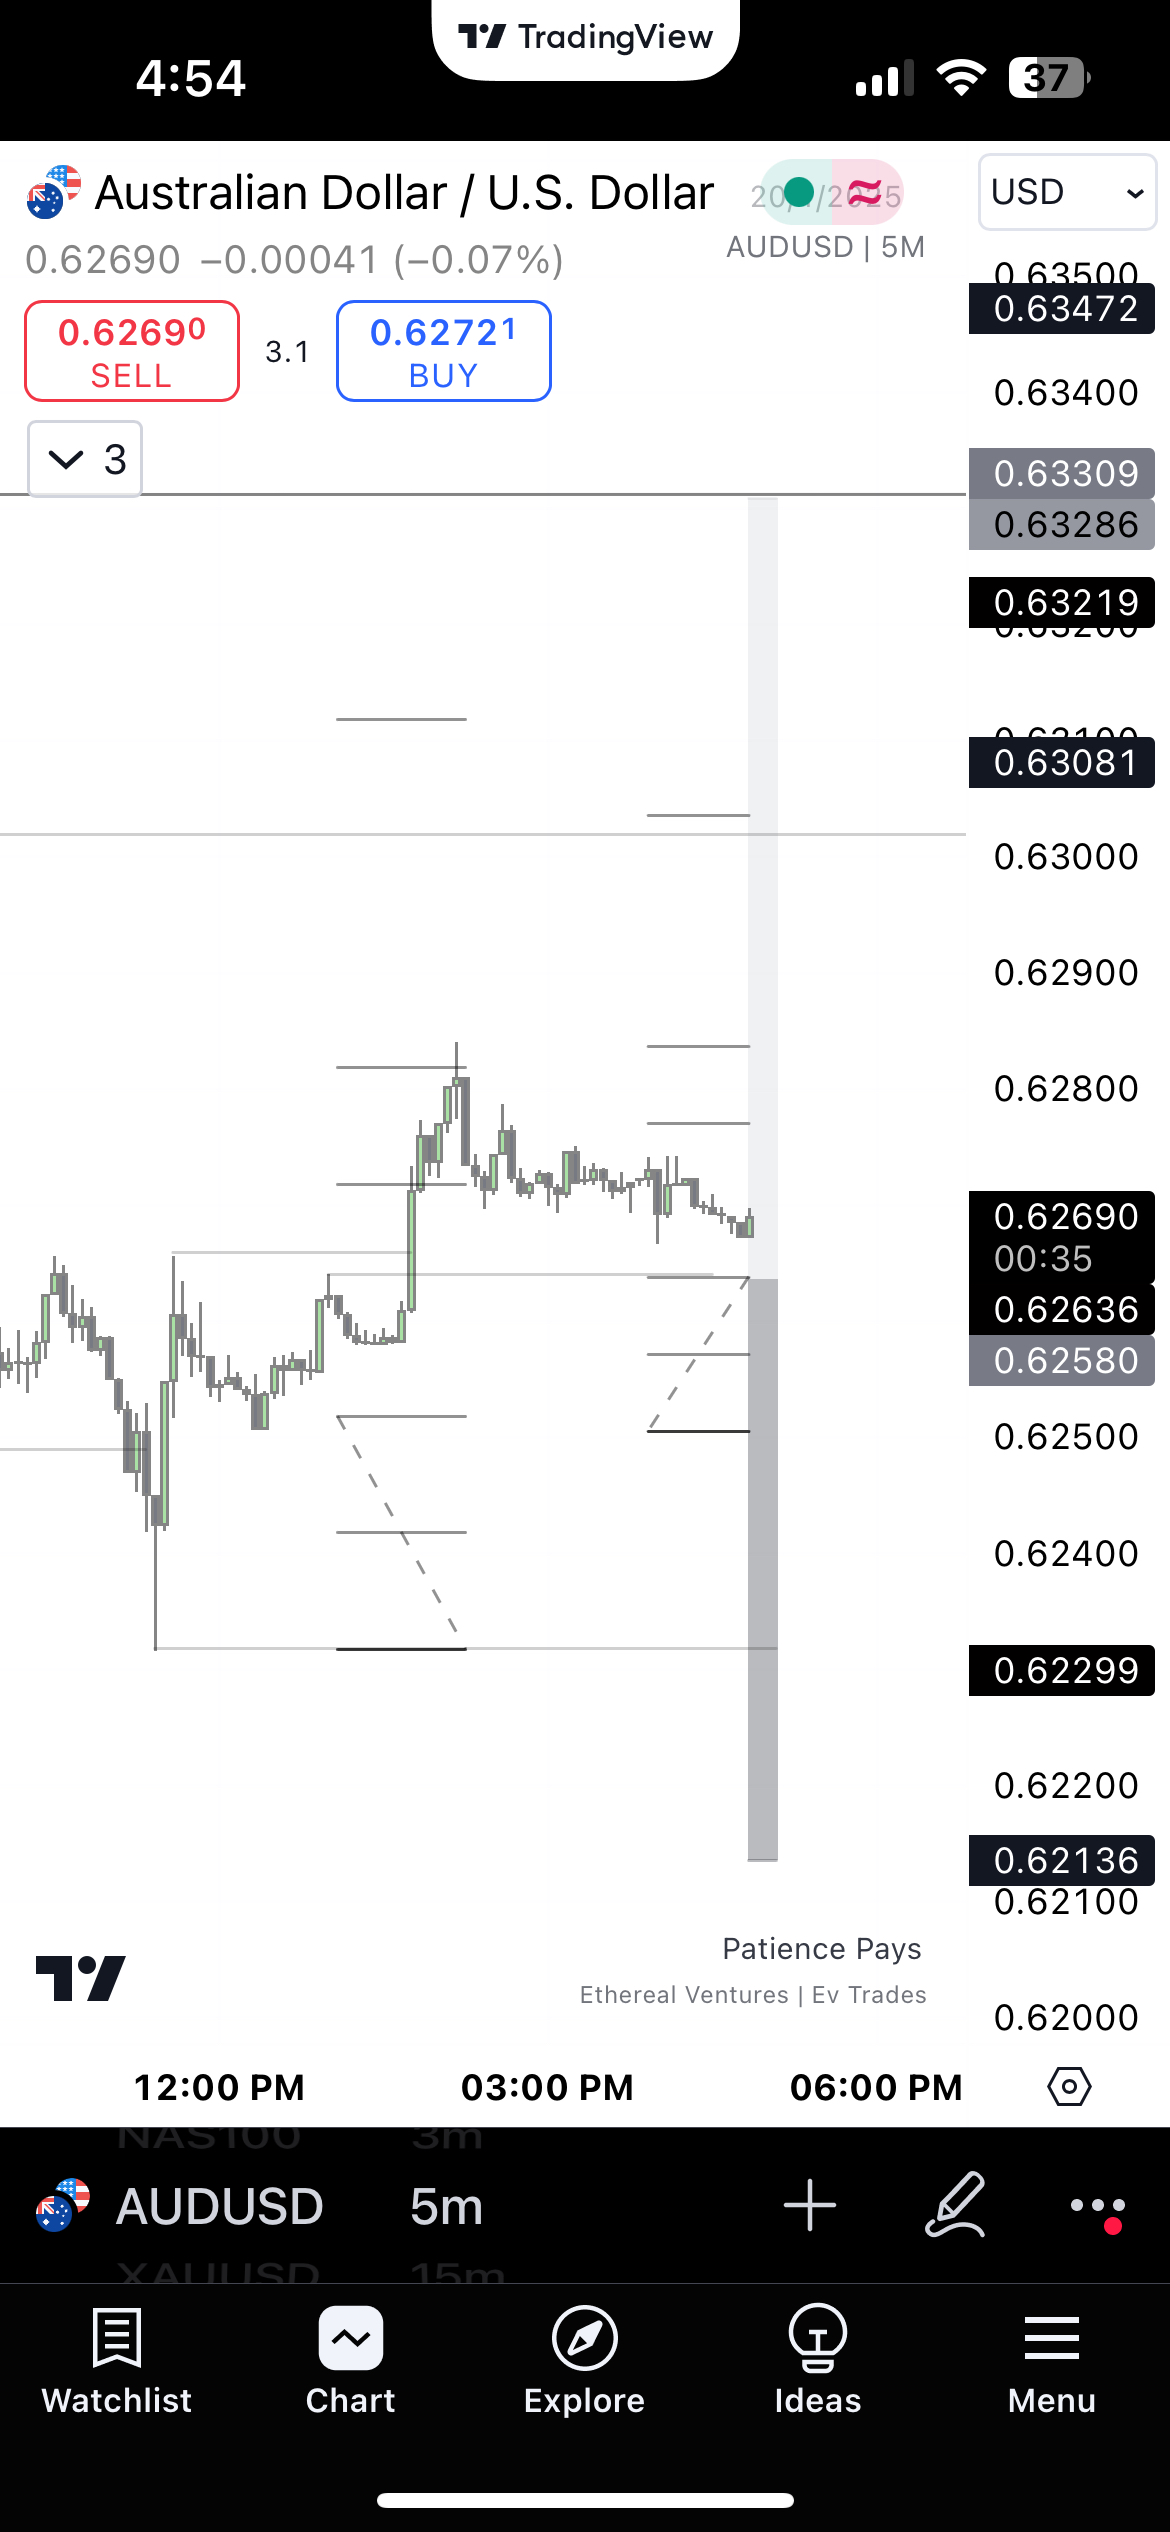 TradingView
4:54
37
Australian Dollar / U.S. Dollar
USD
0.62690 −0.00041 (−0.07%)
AUDUSD | 5M
0.62690
SELL
3.1
0.62721
BUY
3
0.63500
0.63472
0.63400
0.63309
0.63286
0.63219
0.63200
0.63100
0.63081
0.63000
0.62900
0.62800
0.62690
00:35
0.62636
0.62580
0.62500
0.62400
0.62299
0.62200
0.62136
0.62100
0.62000
Patience Pays
Ethereal Ventures | Ev Trades
12:00 PM 03:00 PM 06:00 PM
NAS100 3m
AUDUSD 5m
XAUUSD 15m
Watchlist Chart Explore Ideas Menu